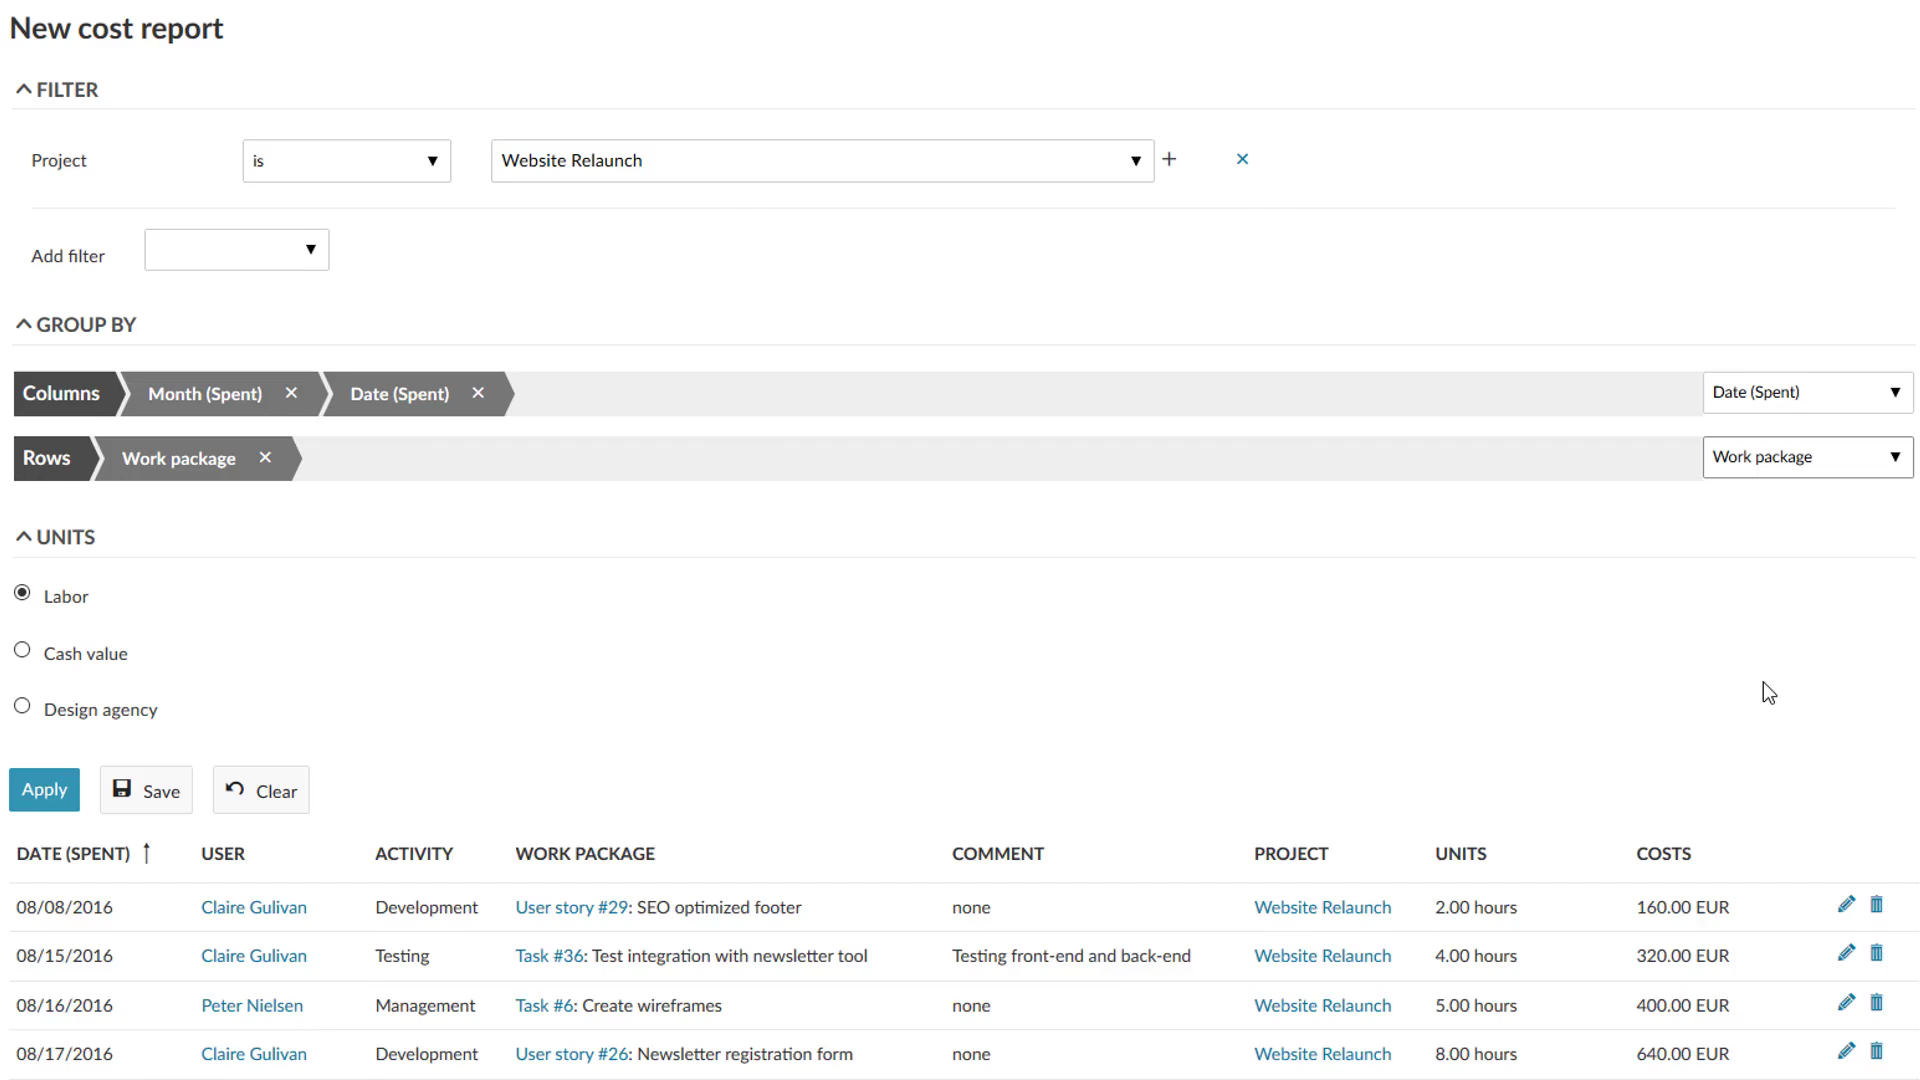 New cost report
FILTER
Project is Website Relaunch
Add filter
GROUP BY
Columns Month (Spent) Date (Spent) Date (Spent)
Rows Work package Work package
UNITS
Labor
Cash value
Design agency
Apply Save Clear
DATE (SPENT) USER ACTIVITY WORK PACKAGE COMMENT PROJECT UNITS COSTS
08/08/2016 Claire Gulivan Development User story #29: SEO optimized footer none Website Relaunch 2.00 hours 160.00 EUR
08/15/2016 Claire Gulivan Testing Task #36: Test integration with newsletter tool Testing front-end and back-end Website Relaunch 4.00 hours 320.00 EUR
08/16/2016 Peter Nielsen Management Task #6: Create wireframes none Website Relaunch 5.00 hours 400.00 EUR
08/17/2016 Claire Gulivan Development User story #26: Newsletter registration form none Website Relaunch 8.00 hours 640.00 EUR